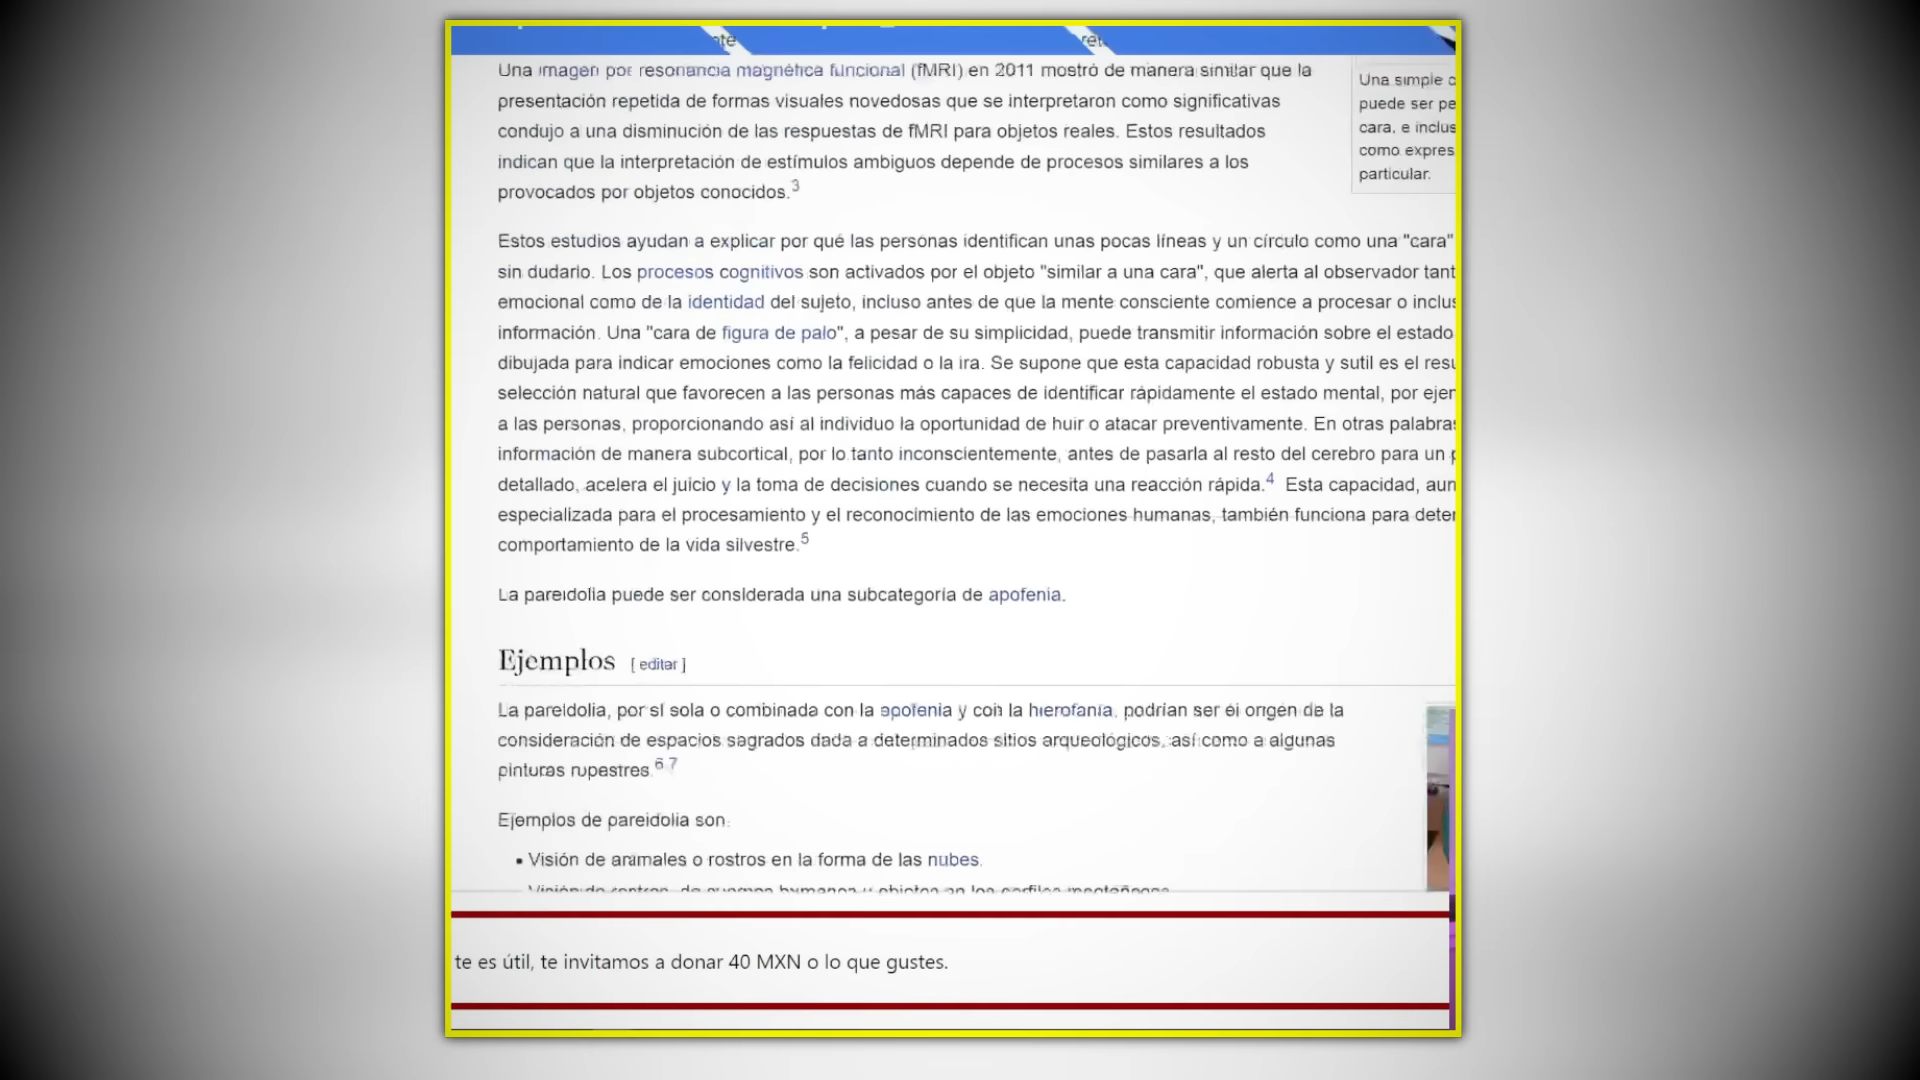 Una imagen por resonancia magnética funcional (fMRI) en 2011 mostró de manera similar que la
presentación repetida de formas visuales novedosas que se interpretaron como significativas
condujo a una disminución de las respuestas de fMRI para objetos reales. Estos resultados
indican que la interpretación de estímulos ambiguos depende de procesos similares a los
provocados por objetos conocidos.3
Una simple
puede ser
cara, e
como
particular.
Estos estudios ayudan a explicar por qué las personas identifican unas pocas líneas y un círculo como una "cara"
sin dudarlo. Los procesos cognitivos son activados por el objeto "similar a una cara", que alerta al observador
emocional como de la identidad del sujeto, incluso antes de que la mente consciente comience a procesar o
información. Una "cara de figura de palo", a pesar de su simplicidad, puede transmitir información sobre el estado
dibujada para indicar emociones como la felicidad o la ira. Se supone que esta capacidad robusta y sutil es el
selección natural que favorecen a las personas más capaces de identificar rápidamente el estado mental, por
a las personas, proporcionando así al individuo la oportunidad de huir o atacar preventivamente. En otras
información de manera subcortical, por lo tanto inconscientemente, antes de pasarla al resto del cerebro para un
detallado, acelera el juicio y la toma de decisiones cuando se necesita una reacción rápida.4 Esta capacidad,
especializada para el procesamiento y el reconocimiento de las emociones humanas, también funciona para
comportamiento de la vida silvestre.5
La pareidolia puede ser considerada una subcategoría de apofenia.
Ejemplos [ editar ]
La pareidolia, por sí sola o combinada con la apofenia y con la hierofanía, podrían ser el origen de la
consideración de espacios sagrados dada a determinados sitios arqueológicos, así como a algunas
pinturas rupestres.6 7
Ejemplos de pareidolia son:
▪ Visión de animales o rostros en la forma de las nubes.
te es útil, te invitamos a donar 40 MXN o lo que gustes.